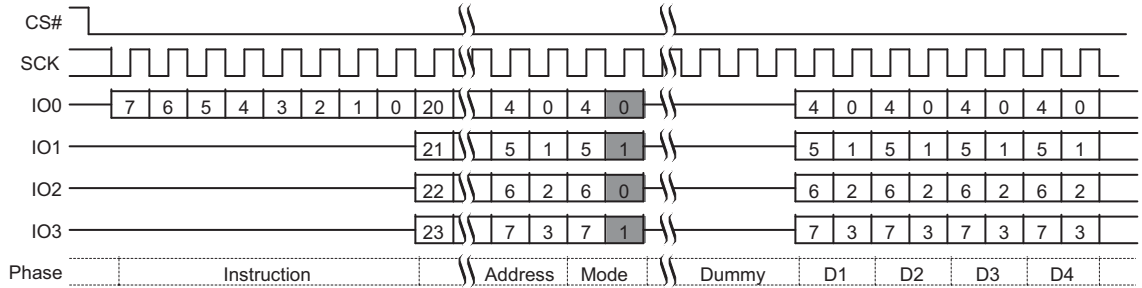 CS#
SCK
IO0 7 6 5 4 3 2 1 0 20 4 0 4 0 4 0 4 0 4 0 4 0
IO1 21 5 1 5 1 5 1 5 1 5 1 5 1
IO2 22 6 2 6 0 6 2 6 2 6 2 6 2
IO3 23 7 3 7 1 7 3 7 3 7 3 7 3
Phase Instruction Address Mode Dummy D1 D2 D3 D4